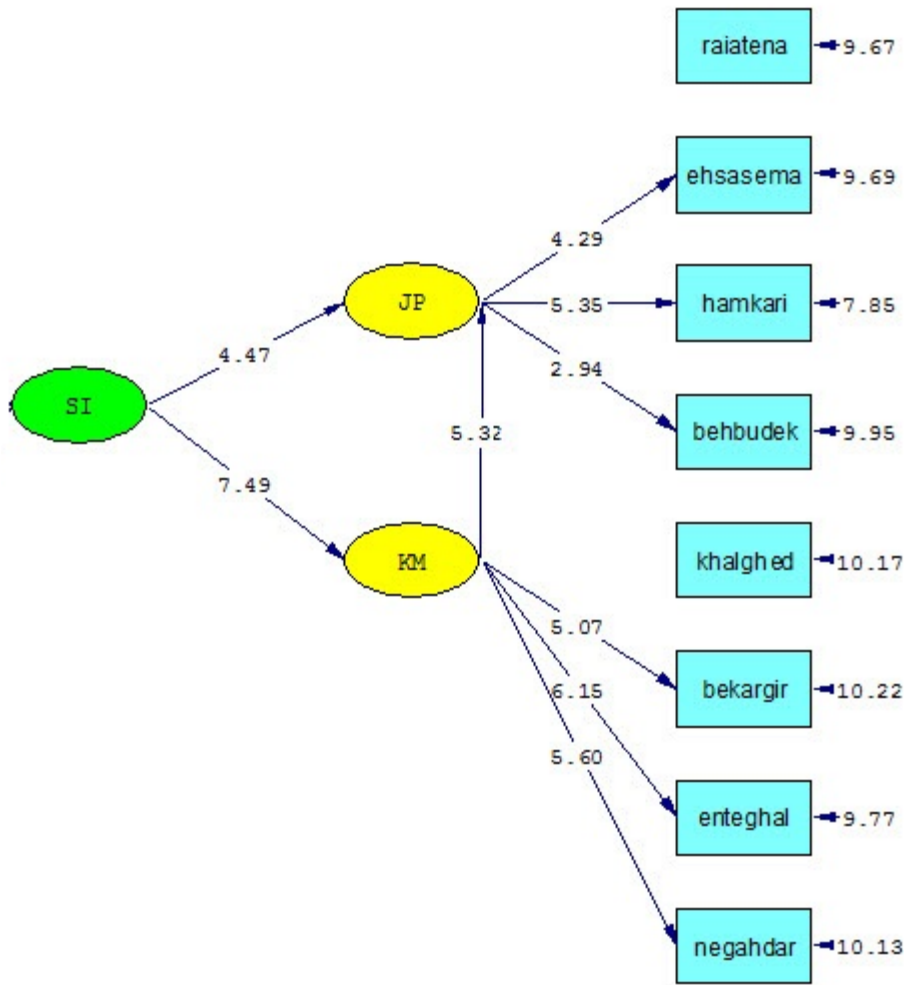 raiatena
9.67
ehsasema
9.69
4.29
JP
5.35
hamkari
7.85
4.47
2.94
SI
5.32
behbudek
9.95
7.49
KM
khalghed
10.17
5.07
bekargir
10.22
6.15
5.60
enteghal
9.77
negahdar
10.13